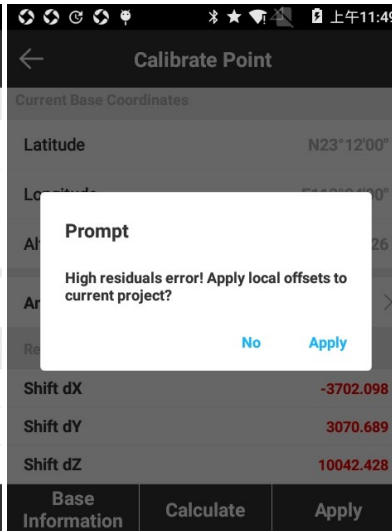 上午11:49
Calibrate Point
Current Base Coordinates
Latitude
N23°12'00"
Prompt
High residuals error! Apply local offsets to
current project?
No
Apply
Shift dX
-3702.098
Shift dY
3070.689
Shift dZ
10042.428
Base
Information
Calculate
Apply